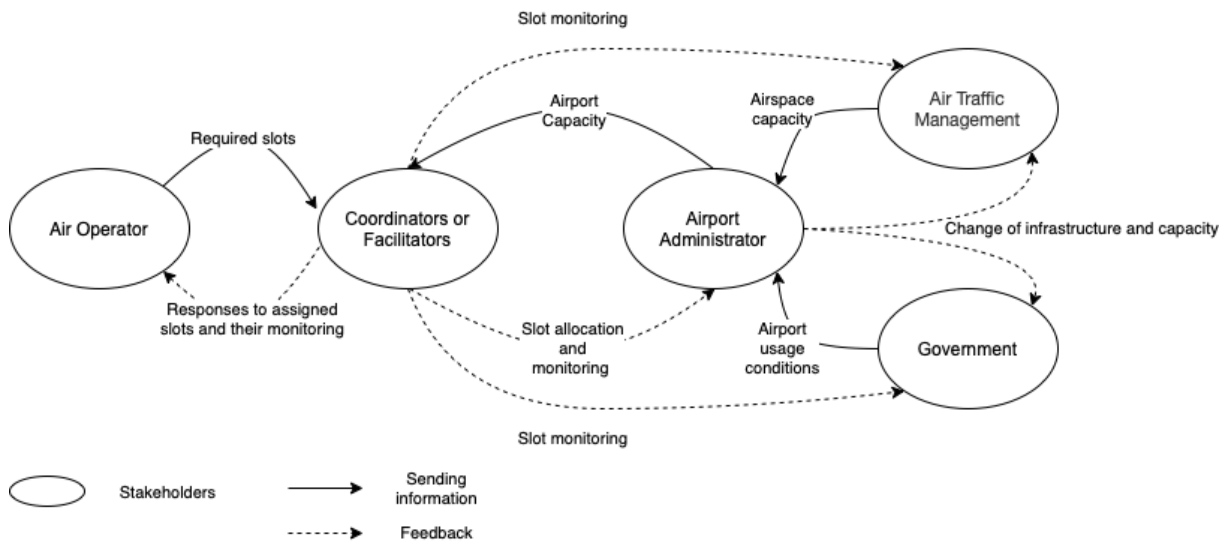 Slot monitoring
Airport
Capacity
Airspace
capacity
Air Traffic
Management
Required slots
Air Operator
Coordinators or
Facilitators
Airport
Administrator
Change of infrastructure and capacity
Responses to assigned
slots and their monitoring
Slot allocation
and
monitoring
Airport
usage
conditions
Government
Slot monitoring
Stakeholders
Sending
information
Feedback